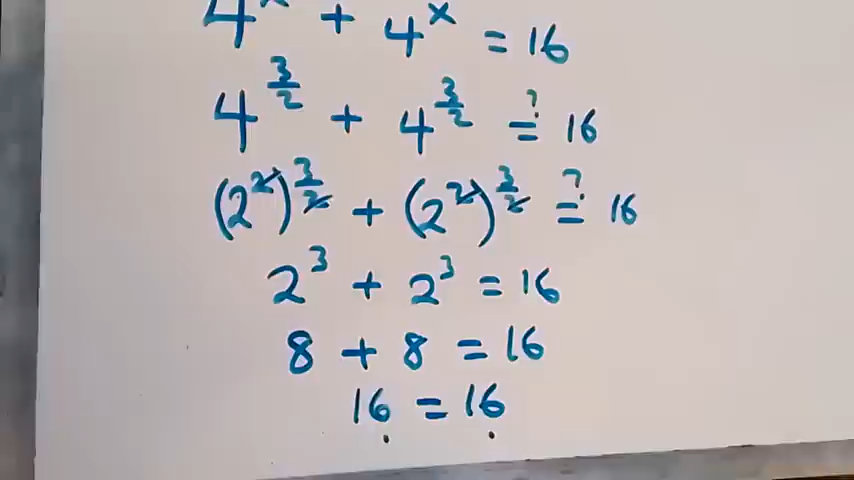 4^x + 4^x = 16
4^(3/2) + 4^(3/2) ≟ 16
(2^2)^(3/2) + (2^2)^(3/2) ≟ 16
2^3 + 2^3 = 16
8 + 8 = 16
16 = 16